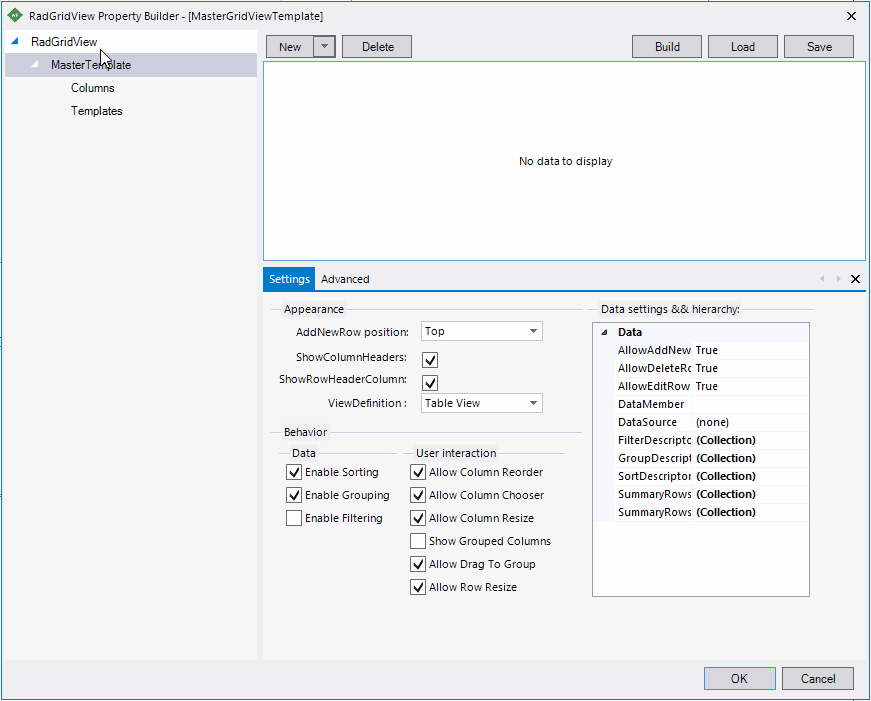 RadGridView Property Builder - [MasterGridViewTemplate]
RadGridView
MasterTemplate
Columns
Templates
New
Delete
Build
Load
Save
No data to display
Settings
Advanced
Appearance
AddNewRow position:
Top
ShowColumnHeaders:
ShowRowHeaderColumn:
ViewDefinition :
Table View
Behavior
Data
Enable Sorting
Enable Grouping
Enable Filtering
User interaction
Allow Column Reorder
Allow Column Chooser
Allow Column Resize
Show Grouped Columns
Allow Drag To Group
Allow Row Resize
Data settings && hierarchy:
Data
AllowAddNew True
AllowDeleteRo True
AllowEditRow True
DataMember
DataSource (none)
FilterDescripto (Collection)
GroupDescript (Collection)
SortDescriptor (Collection)
SummaryRows (Collection)
SummaryRows (Collection)
OK
Cancel